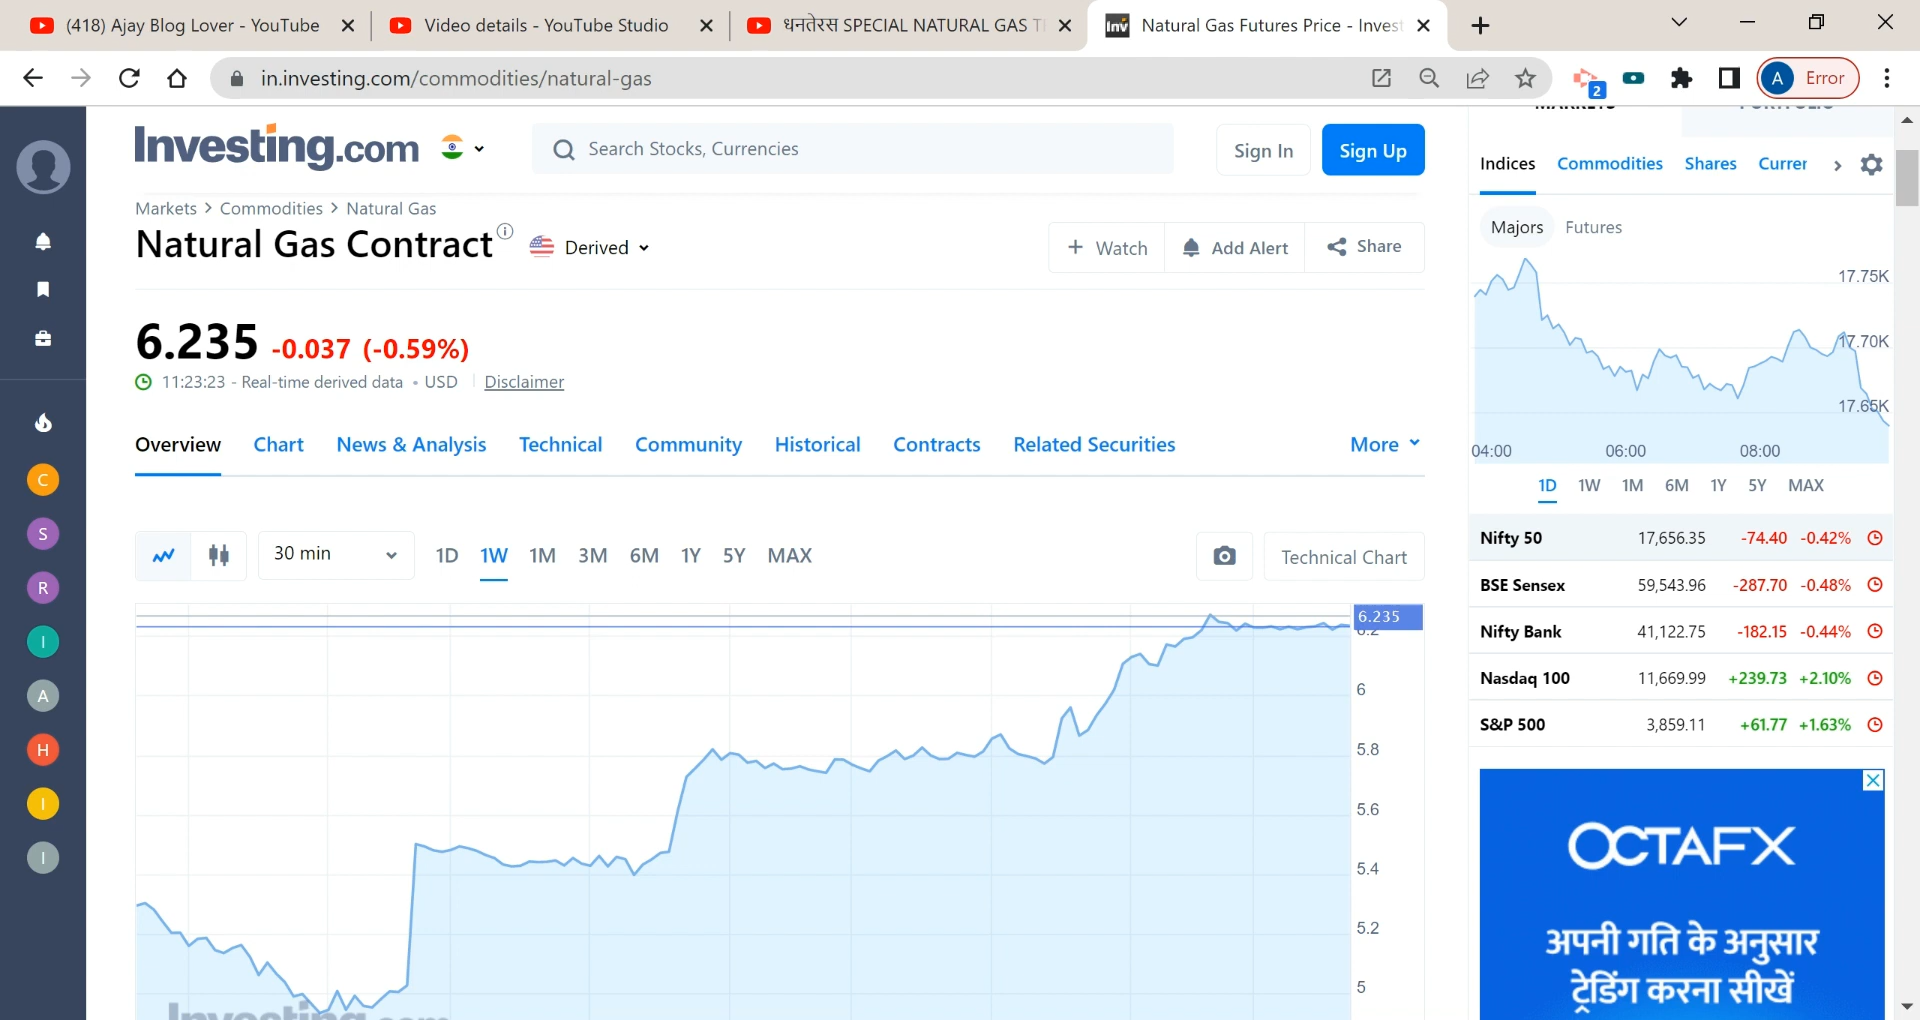 (418) Ajay Blog Lover - YouTube
Video details - YouTube Studio
धनतेरस SPECIAL NATURAL GAS
Natural Gas Futures Price - Invest
in.investing.com/commodities/natural-gas
2
A Error
Investing.com
Search Stocks, Currencies
Sign In
Sign Up
Markets > Commodities > Natural Gas
Natural Gas Contract
Derived
+ Watch
Add Alert
Share
6.235 -0.037 (-0.59%)
11:23:23 - Real-time derived data • USD
Disclaimer
Overview
Chart
News & Analysis
Technical
Community
Historical
Contracts
Related Securities
More
30 min
1D 1W 1M 3M 6M 1Y 5Y MAX
Technical Chart
6.235
6.2
6
5.8
5.6
5.4
5.2
5
Investing.com
C
S
R
I
A
H
I
I
MARKETS
PORTFOLIO
Indices
Commodities
Shares
Currer
Majors
Futures
17.75K
17.70K
17.65K
04:00 06:00 08:00
1D 1W 1M 6M 1Y 5Y MAX
Nifty 50 17,656.35 -74.40 -0.42%
BSE Sensex 59,543.96 -287.70 -0.48%
Nifty Bank 41,122.75 -182.15 -0.44%
Nasdaq 100 11,669.99 +239.73 +2.10%
S&P 500 3,859.11 +61.77 +1.63%
OCTAFX
अपनी गति के अनुसार
ट्रेडिंग करना सीखें